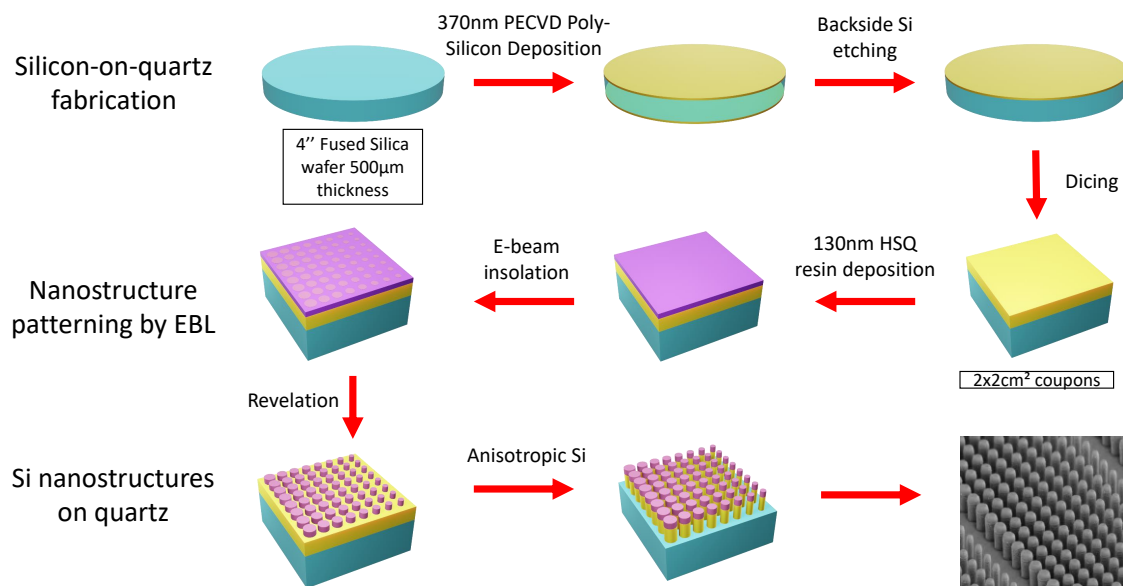 Silicon-on-quartz
fabrication
370nm PECVD Poly-
Silicon Deposition
Backside Si
etching
4’’ Fused Silica
wafer 500µm
thickness
Dicing
Nanostructure
patterning by EBL
E-beam
insolation
130nm HSQ
resin deposition
2x2cm² coupons
Revelation
Si nanostructures
on quartz
Anisotropic Si